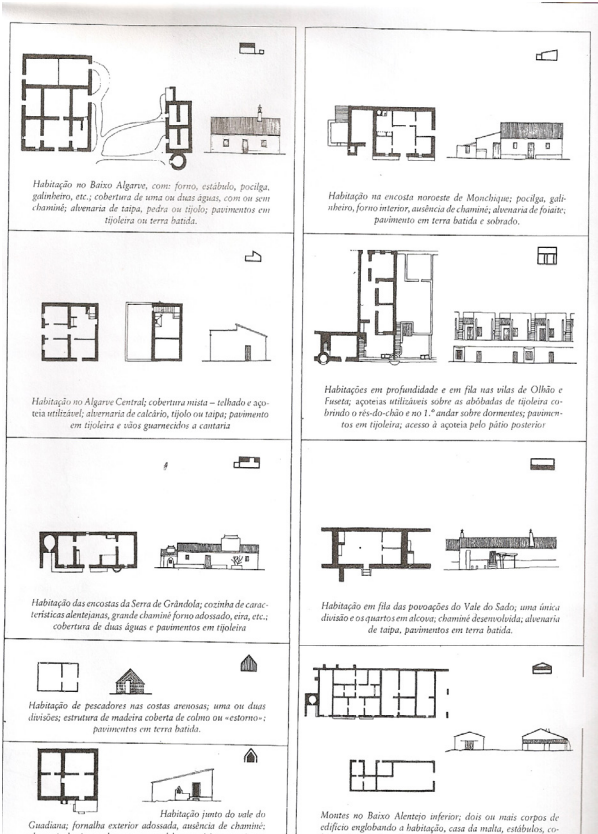 Habitação no Baixo Algarve, com: forno, estábulo, pocilga,
galinheiro, etc.; cobertura de uma ou duas águas, com ou sem
chaminé; alvenaria de taipa, pedra ou tijolo; pavimentos em
tijoleira ou terra batida.
Habitação na encosta noroeste de Monchique; pocilga, gali-
nheiro, forno interior, ausência de chaminé; alvenaria de foiaite;
pavimento em terra batida e sobrado.
Habitação no Algarve Central; cobertura mista – telhado e aço-
teia utilizável; alvernaria de calcário, tijolo ou taipa; pavimento
em tijoleira e vãos guarnecidos a cantaria
Habitações em profundidade e em fila nas vilas de Olhão e
Fuseta; açoteias utilizáveis sobre as abóbadas de tijoleira co-
brindo o rés-do-chão e no 1.º andar sobre dormentes; pavimen-
tos em tijoleira; acesso à açoteia pelo pátio posterior
Habitação das encostas da Serra de Grândola; cozinha de carac-
terísticas alentejanas, grande chaminé forno adossado, eira, etc.;
cobertura de duas águas e pavimentos em tijoleira
Habitação em fila das povoações do Vale do Sado; uma única
divisão e os quartos em alcova; chaminé desenvolvida; alvenaria
de taipa, pavimentos em terra batida.
Habitação de pescadores nas costas arenosas; uma ou duas
divisões; estrutura de madeira coberta de colmo ou «estorno»;
pavimentos em terra batida.
Habitação junto do vale do
Guadiana; fornalha exterior adossada, ausência de chaminé;
Montes no Baixo Alentejo inferior; dois ou mais corpos de
edifício englobando a habitação, casa da malta, estábulos, co-